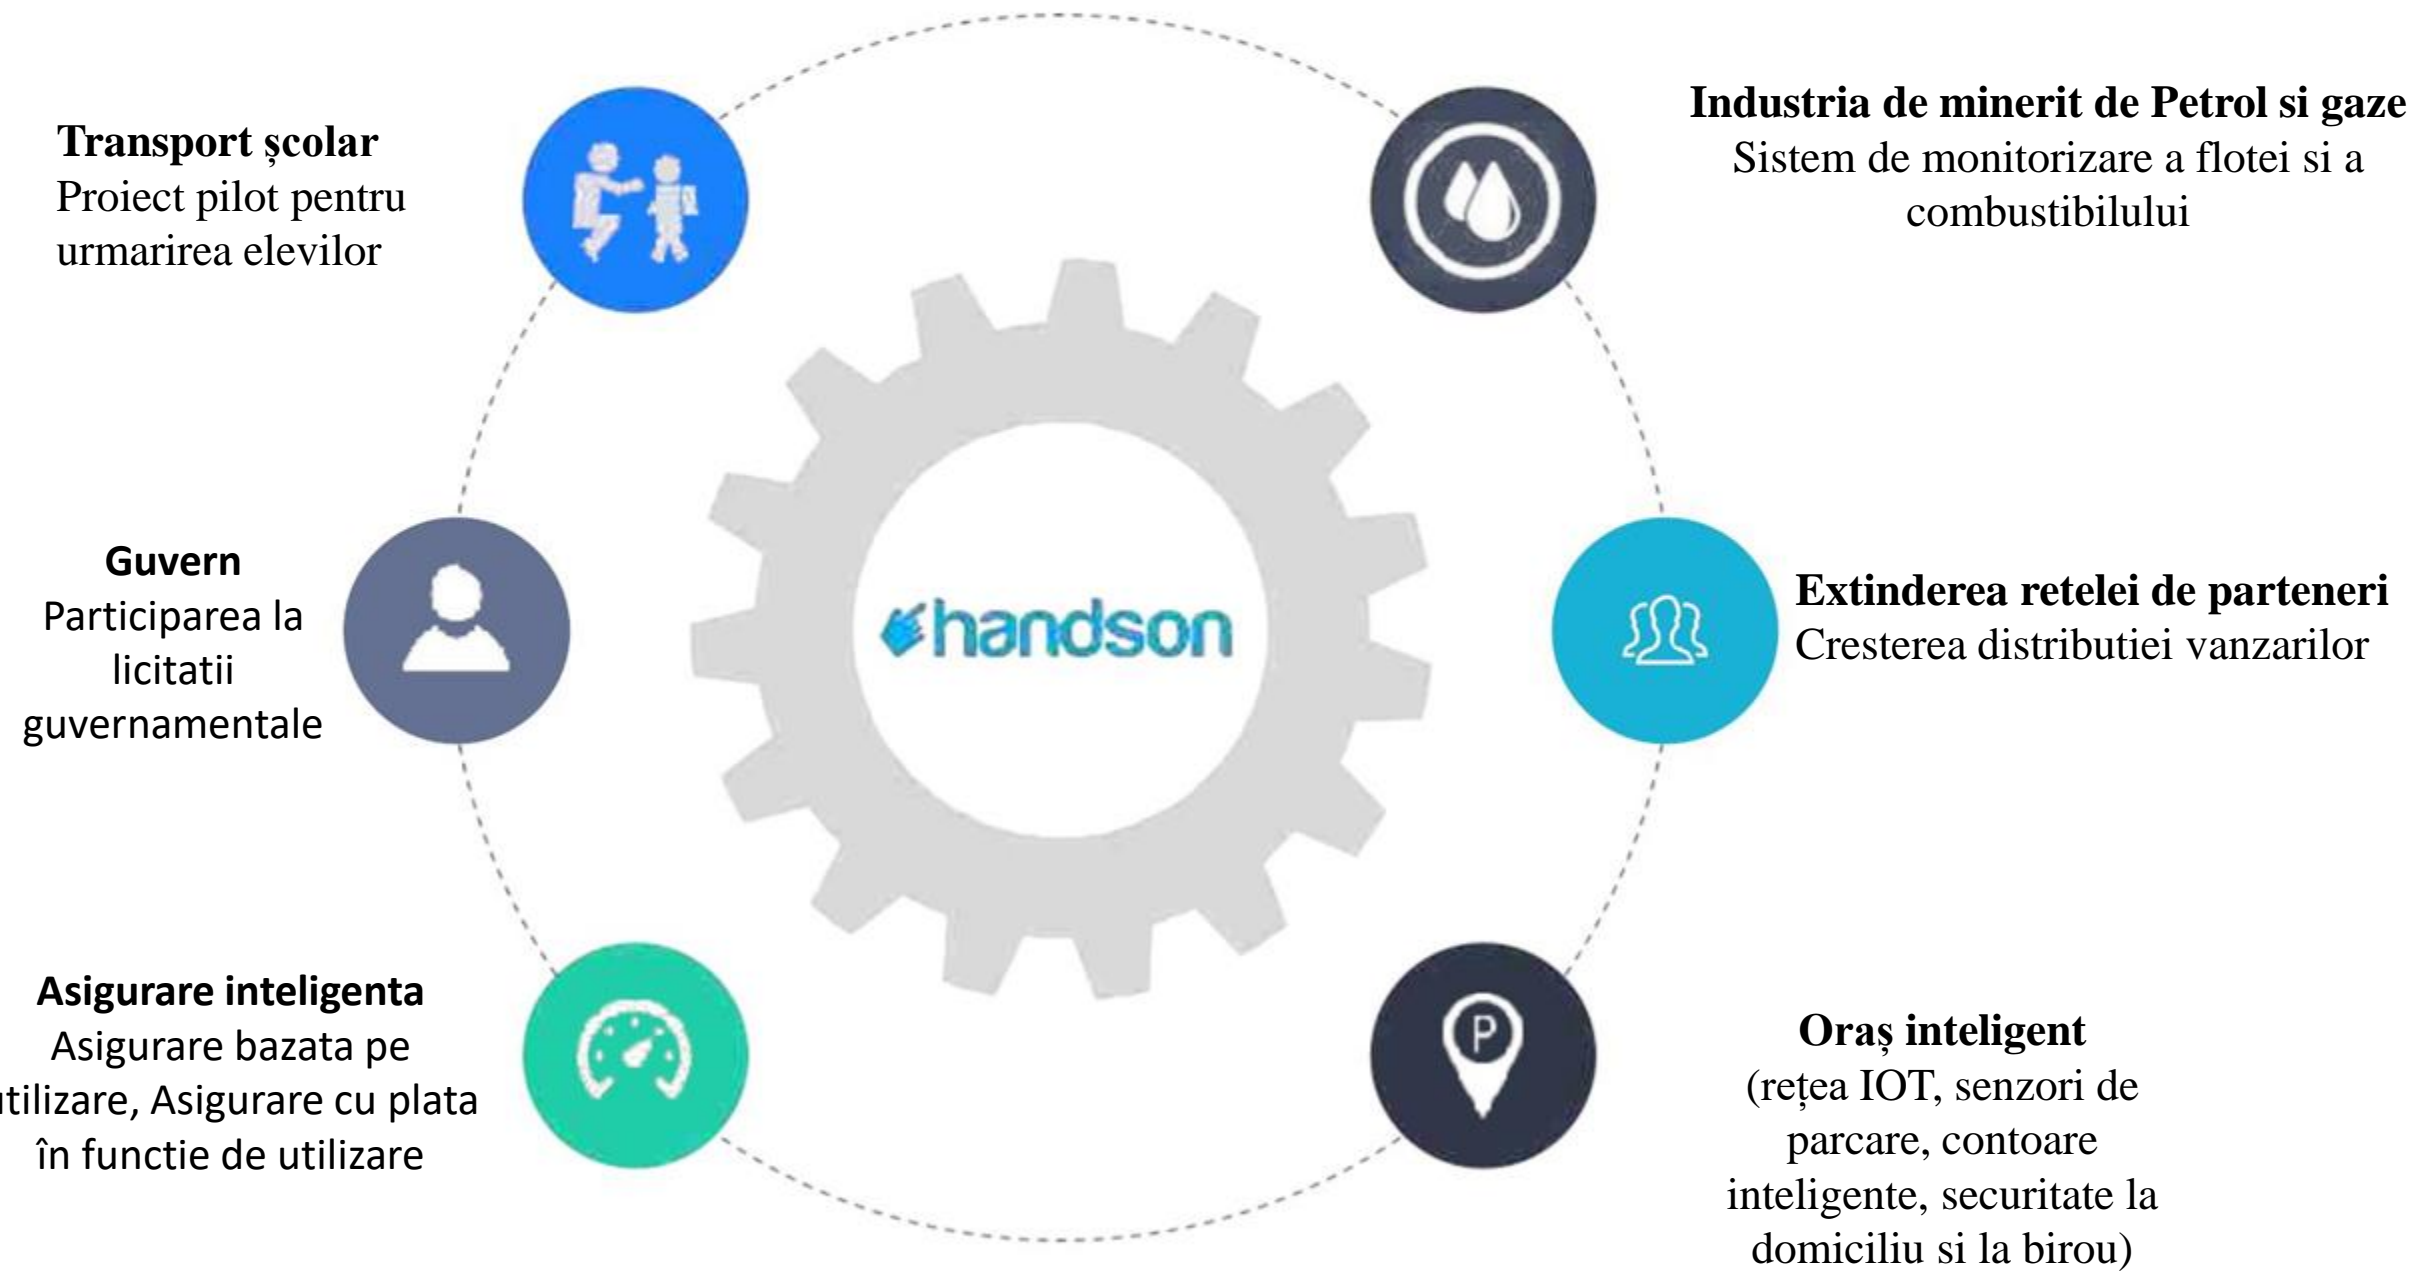 Transport școlar
Proiect pilot pentru
urmarirea elevilor
Industria de minerit de Petrol si gaze
Sistem de monitorizare a flotei si a
combustibilului
Guvern
Participarea la
licitatii
guvernamentale
handson
Extinderea retelei de parteneri
Cresterea distributiei vanzarilor
Asigurare inteligenta
Asigurare bazata pe
utilizare, Asigurare cu plata
în functie de utilizare
P
Oraș inteligent
(rețea IOT, senzori de
parcare, contoare
inteligente, securitate la
domiciliu si la birou)